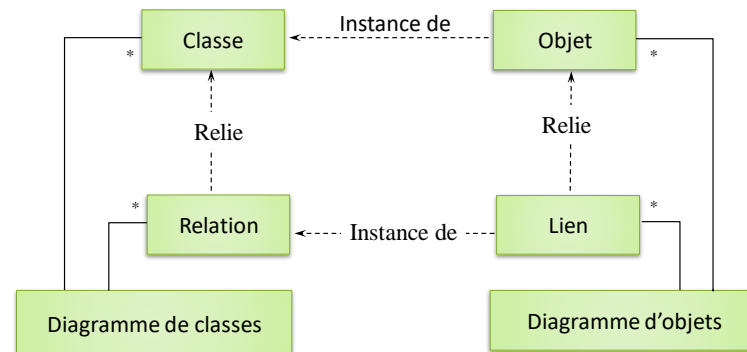 Classe
Instance de
Objet
*
*
Relie
Relie
*
*
Relation
Instance de
Lien
Diagramme de classes
Diagramme d’objets